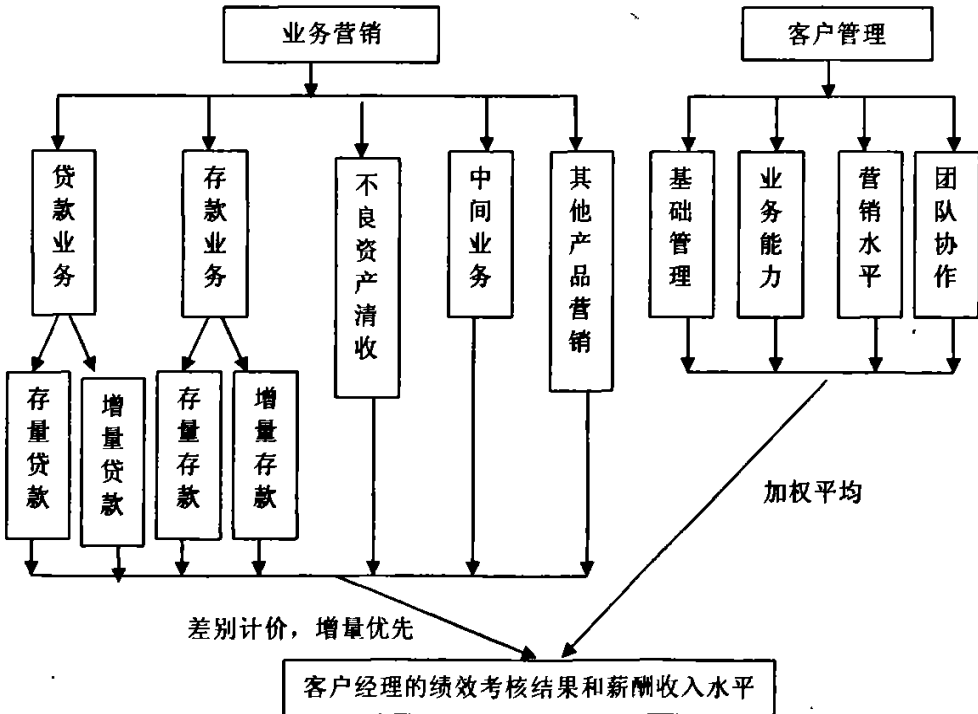 业务营销
客户管理
贷款业务
存款业务
不良资产清收
中间业务
其他产品营销
基础管理
业务能力
营销水平
团队协作
存量贷款
增量贷款
存量存款
增量存款
加权平均
差别计价，增量优先
客户经理的绩效考核结果和薪酬收入水平